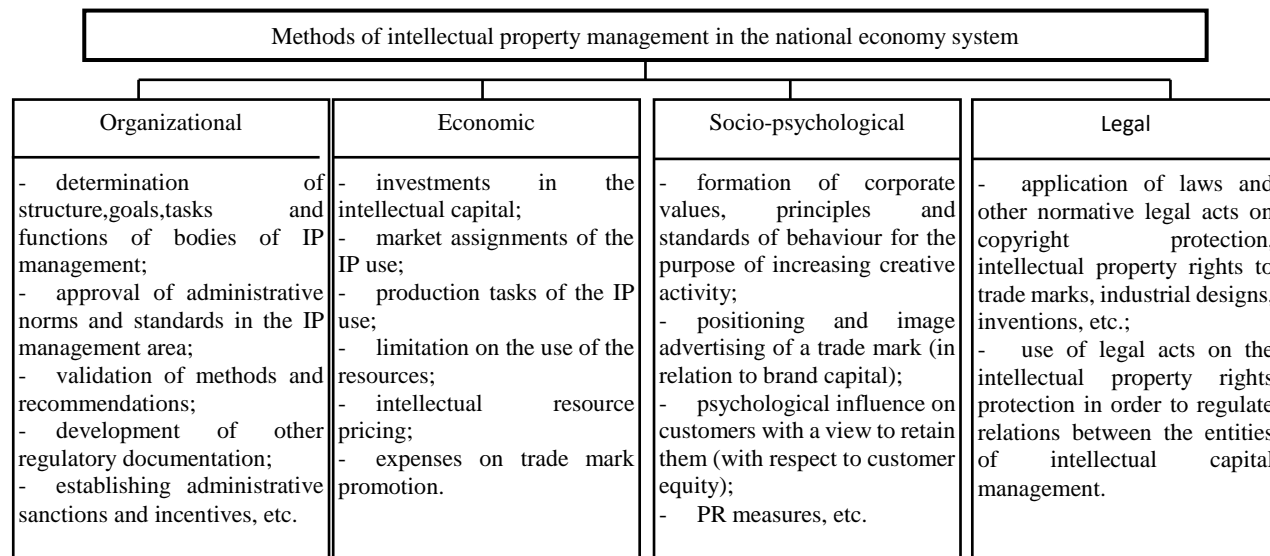 Methods of intellectual property management in the national economy system
Organizational
- determination of
structure,goals,tasks and
functions of bodies of IP
management;
- approval of administrative
norms and standards in the IP
management area;
- validation of methods and
recommendations;
- development of other
regulatory documentation;
- establishing administrative
sanctions and incentives, etc.
Economic
- investments in the
intellectual capital;
- market assignments of the
IP use;
- production tasks of the IP
use;
- limitation on the use of the
resources;
- intellectual resource
pricing;
- expenses on trade mark
promotion.
Socio-psychological
- formation of corporate
values, principles and
standards of behaviour for the
purpose of increasing creative
activity;
- positioning and image
advertising of a trade mark (in
relation to brand capital);
- psychological influence on
customers with a view to retain
them (with respect to customer
equity);
- PR measures, etc.
Legal
- application of laws and
other normative legal acts on
copyright protection,
intellectual property rights to
trade marks, industrial designs,
inventions, etc.;
- use of legal acts on the
intellectual property rights
protection in order to regulate
relations between the entities
of intellectual capital
management.